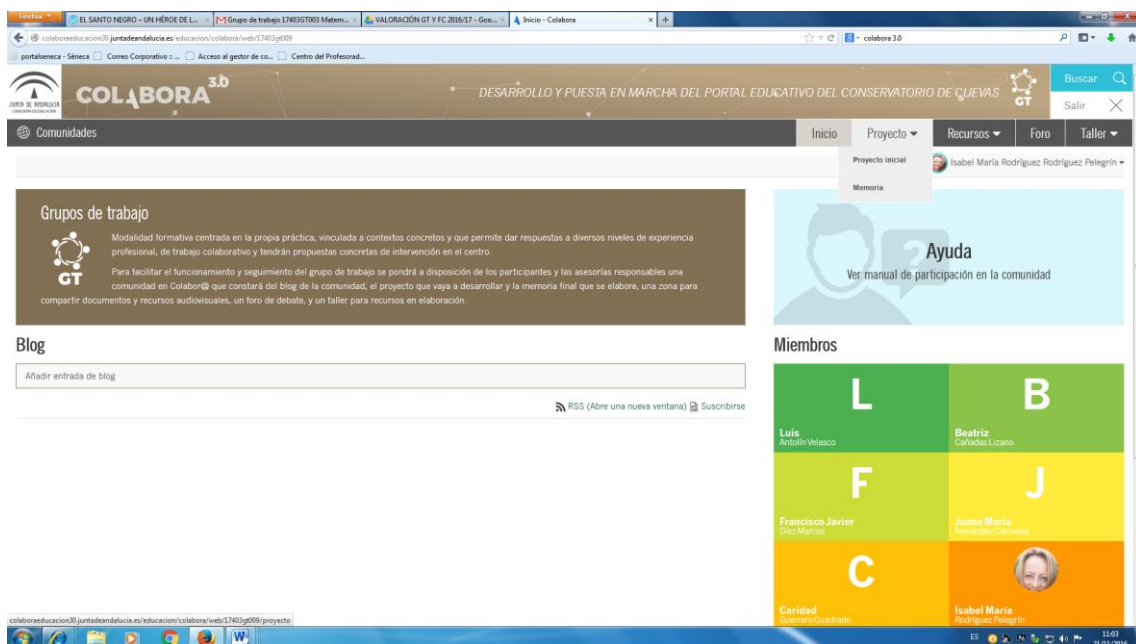 Firefox
EL SANTO NEGRO – UN HÉROE DE L...
Grupo de trabajo 17403GT003 Matem...
VALORACIÓN GT Y FC 2016/17 - Goo...
Inicio - Colabora
colaboraeducacion30.juntadeandalucia.es/educacion/colabora/web/17403gt009
colabora 3.0
portalseneca - Séneca
Correo Corporativo :: ...
Acceso al gestor de co...
Centro del Profesorad...
JUNTA DE ANDALUCIA
CONSEJERÍA DE EDUCACIÓN
COLABORA 3.0
DESARROLLO Y PUESTA EN MARCHA DEL PORTAL EDUCATIVO DEL CONSERVATORIO DE CUEVAS
GT
Buscar
Salir
Comunidades
Inicio
Proyecto
Recursos
Foro
Taller
Proyecto inicial
Memoria
Isabel María Rodríguez Rodríguez Pelegrín
Grupos de trabajo
GT
Modalidad formativa centrada en la propia práctica, vinculada a contextos concretos y que permite dar respuestas a diversos niveles de experiencia
profesional, de trabajo colaborativo y tendrán propuestas concretas de intervención en el centro.
Para facilitar el funcionamiento y seguimiento del grupo de trabajo se pondrá a disposición de los participantes y las asesorías responsables una
comunidad en Colabor@ que constará del blog de la comunidad, el proyecto que vaya a desarrollar y la memoria final que se elabore, una zona para
compartir documentos y recursos audiovisuales, un foro de debate, y un taller para recursos en elaboración.
Ayuda
Ver manual de participación en la comunidad
Blog
Añadir entrada de blog
RSS (Abre una nueva ventana)
Suscribirse
Miembros
L
Luis
Antolín Velasco
B
Beatriz
Cañadas Lizano
F
Francisco Javier
Díez Marcos
J
Juana María
Fernández Carmona
C
Caridad
Guerrero Cuadrado
Isabel María
Rodríguez Pelegrín
colaboraeducacion30.juntadeandalucia.es/educacion/colabora/web/17403gt009/proyecto
ES
11:03
21/11/2016